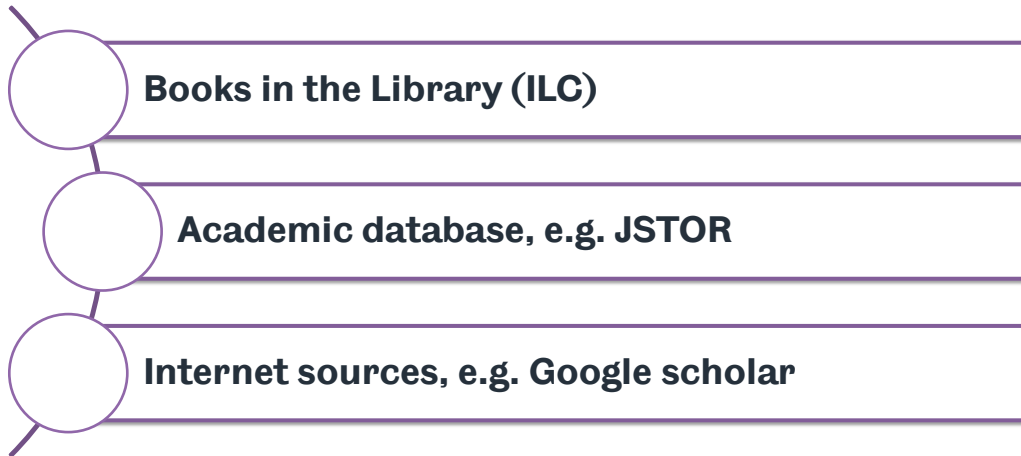 Books in the Library (ILC)
Academic database, e.g. JSTOR
Internet sources, e.g. Google scholar